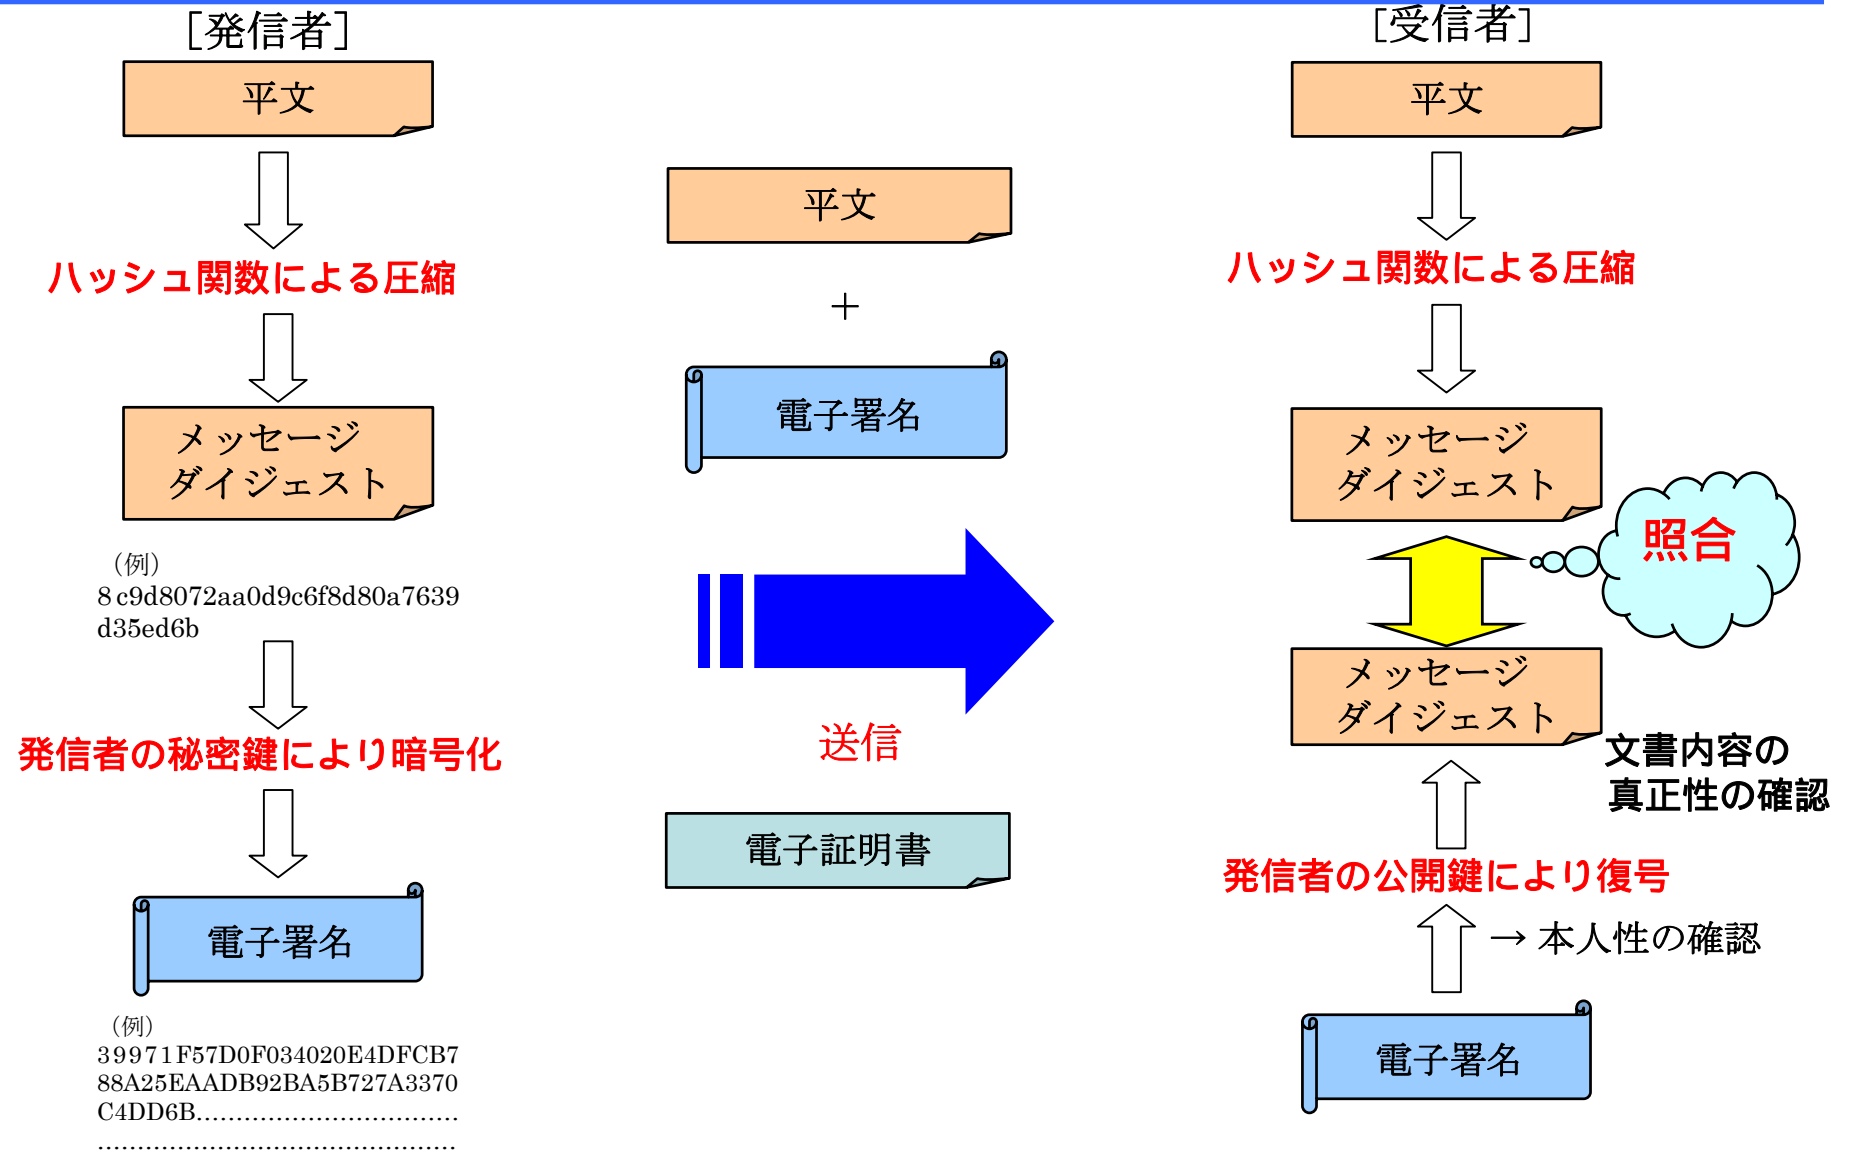 ［発信者］
平文
ハッシュ関数による圧縮
メッセージ
ダイジェスト
（例）
8c9d8072aa0d9c6f8d80a7639
d35ed6b
発信者の秘密鍵により暗号化
電子署名
（例）
39971F57D0F034020E4DFCB7
88A25EAADB92BA5B727A3370
C4DD6B.................................
.............................................
平文
＋
電子署名
送信
電子証明書
［受信者］
平文
ハッシュ関数による圧縮
メッセージ
ダイジェスト
照合
メッセージ
ダイジェスト
文書内容の
真正性の確認
発信者の公開鍵により復号
→ 本人性の確認
電子署名